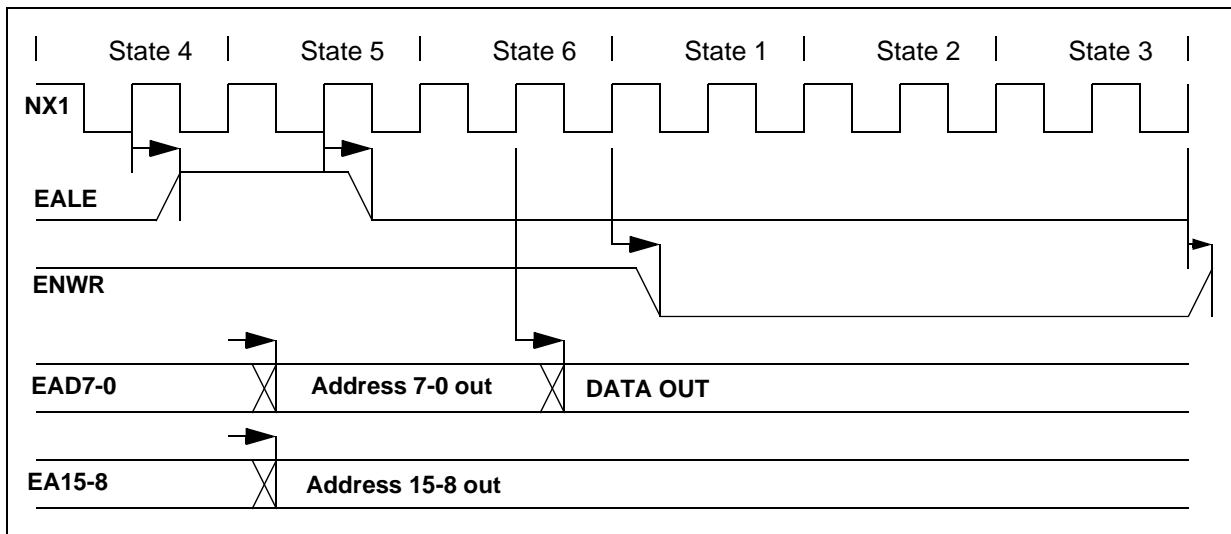 State 4 State 5 State 6 State 1 State 2 State 3
NX1
EALE
ENWR
EAD7-0 Address 7-0 out DATA OUT
EA15-8 Address 15-8 out